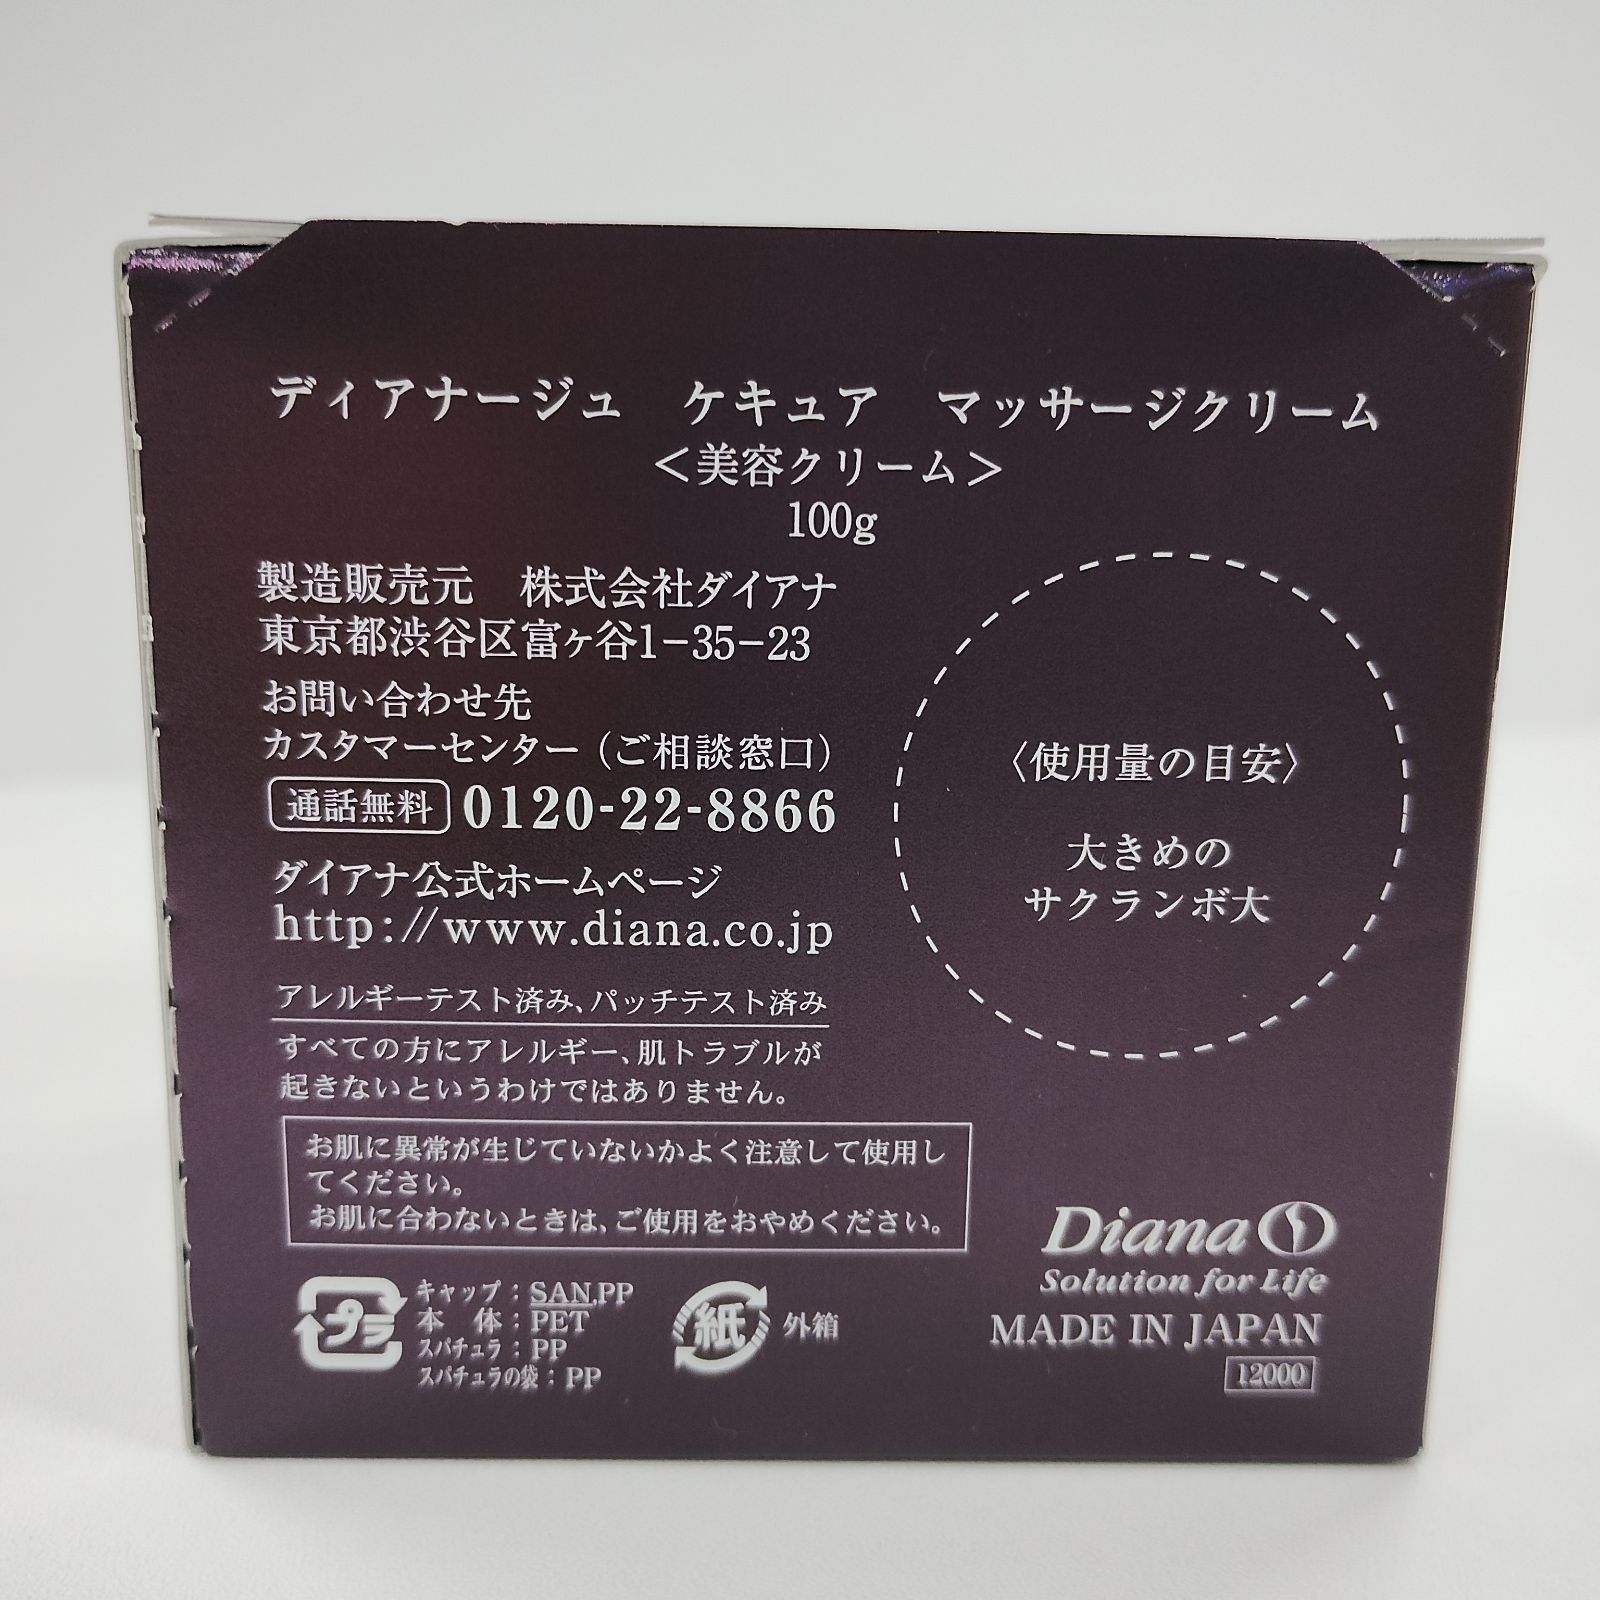 ディアナージュ　ケキュア　マッサージクリーム
＜美容クリーム＞
100g
製造販売元　株式会社ダイアナ
東京都渋谷区富ヶ谷1-35-23
お問い合わせ先
カスタマーセンター（ご相談窓口）
通話無料 0120-22-8866
ダイアナ公式ホームページ
http://www.diana.co.jp
アレルギーテスト済み、パッチテスト済み
すべての方にアレルギー、肌トラブルが
起きないというわけではありません。
お肌に異常が生じていないかよく注意して使用し
てください。
お肌に合わないときは、ご使用をおやめください。
プラ
キャップ：SAN,PP
本　体：PET
スパチュラ：PP
スパチュラの袋：PP
紙 外箱
〈使用量の目安〉
大きめの
サクランボ大
Diana
Solution for Life
MADE IN JAPAN
12000